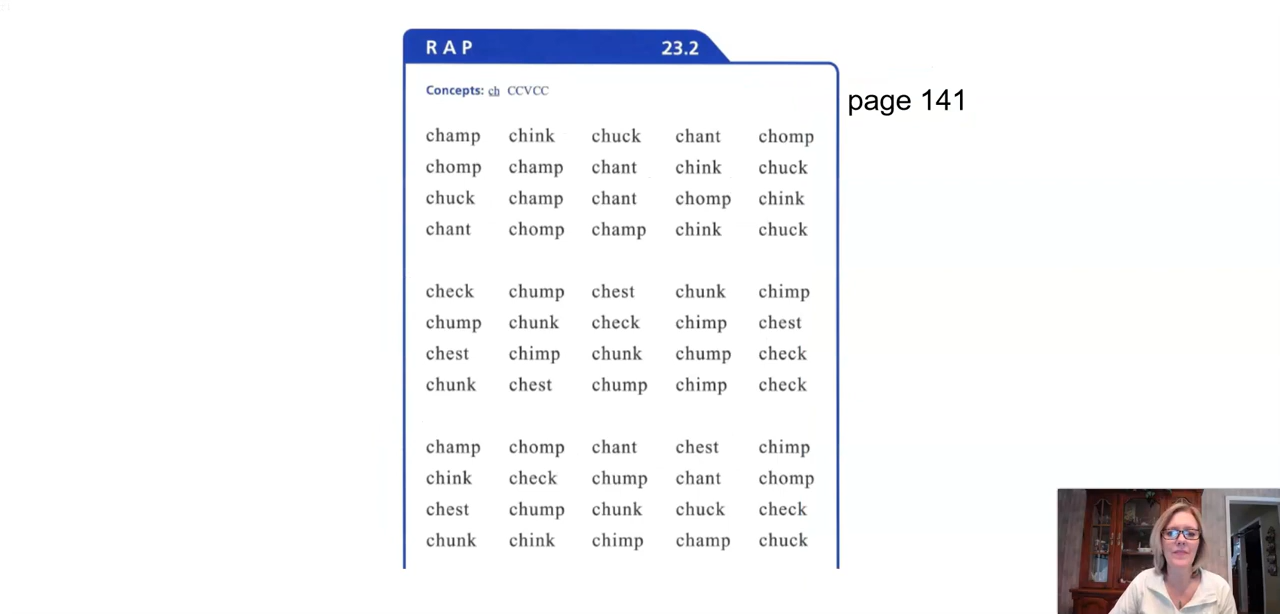 RAP 23.2
Concepts: ch CCVCC
page 141
champ chink chuck chant chomp
chomp champ chant chink chuck
chuck champ chant chomp chink
chant chomp champ chink chuck
check chump chest chunk chimp
chump chunk check chimp chest
chest chimp chunk chump check
chunk chest chump chimp check
champ chomp chant chest chimp
chink check chump chant chomp
chest chump chunk chuck check
chunk chink chimp champ chuck